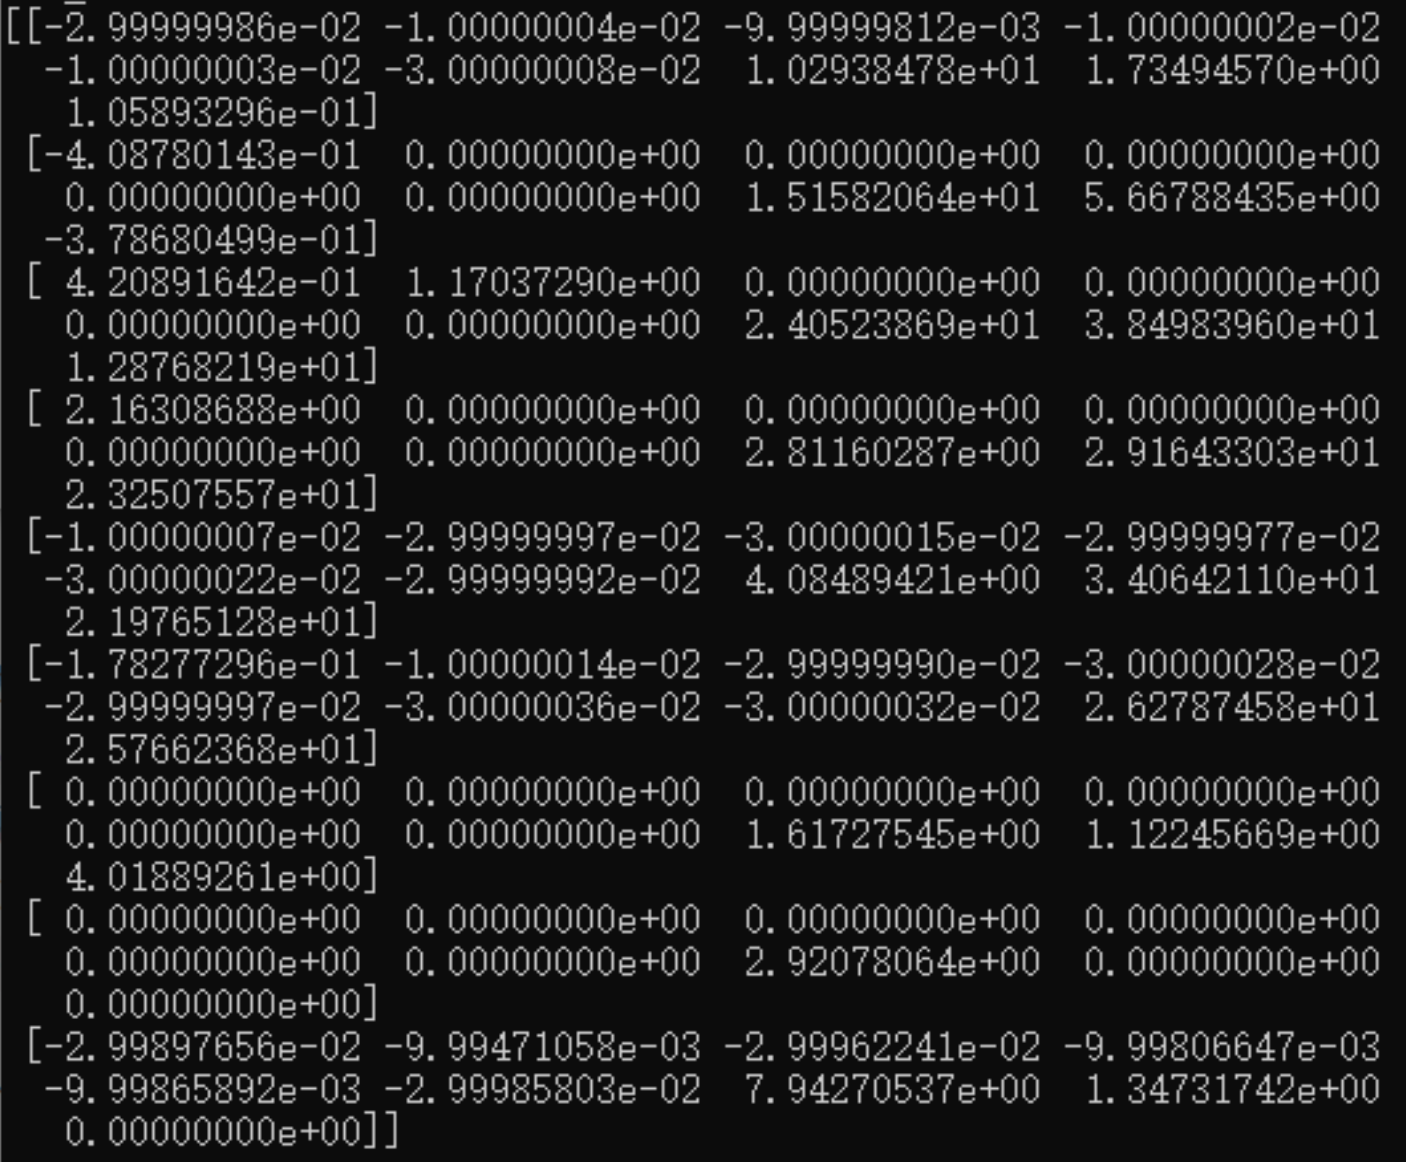 [[-2.99999986e-02 -1.00000004e-02 -9.99999812e-03 -1.00000002e-02
-1.00000003e-02 -3.00000008e-02 1.02938478e+01 1.73494570e+00
1.05893296e-01]
[-4.08780143e-01 0.00000000e+00 0.00000000e+00 0.00000000e+00
0.00000000e+00 0.00000000e+00 1.51582064e+01 5.66788435e+00
-3.78680499e-01]
[ 4.20891642e-01 1.17037290e+00 0.00000000e+00 0.00000000e+00
0.00000000e+00 0.00000000e+00 2.40523869e+01 3.84983960e+01
1.28768219e+01]
[ 2.16308688e+00 0.00000000e+00 0.00000000e+00 0.00000000e+00
0.00000000e+00 0.00000000e+00 2.81160287e+00 2.91643303e+01
2.32507557e+01]
[-1.00000007e-02 -2.99999997e-02 -3.00000015e-02 -2.99999977e-02
-3.00000022e-02 -2.99999992e-02 4.08489421e+00 3.40642110e+01
2.19765128e+01]
[-1.78277296e-01 -1.00000014e-02 -2.99999990e-02 -3.00000028e-02
-2.99999997e-02 -3.00000036e-02 -3.00000032e-02 2.62787458e+01
2.57662368e+01]
[ 0.00000000e+00 0.00000000e+00 0.00000000e+00 0.00000000e+00
0.00000000e+00 0.00000000e+00 1.61727545e+00 1.12245669e+00
4.01889261e+00]
[ 0.00000000e+00 0.00000000e+00 0.00000000e+00 0.00000000e+00
0.00000000e+00 0.00000000e+00 2.92078064e+00 0.00000000e+00
0.00000000e+00]
[-2.99897656e-02 -9.99471058e-03 -2.99962241e-02 -9.99806647e-03
-9.99865892e-03 -2.99985803e-02 7.94270537e+00 1.34731742e+00
0.00000000e+00]]